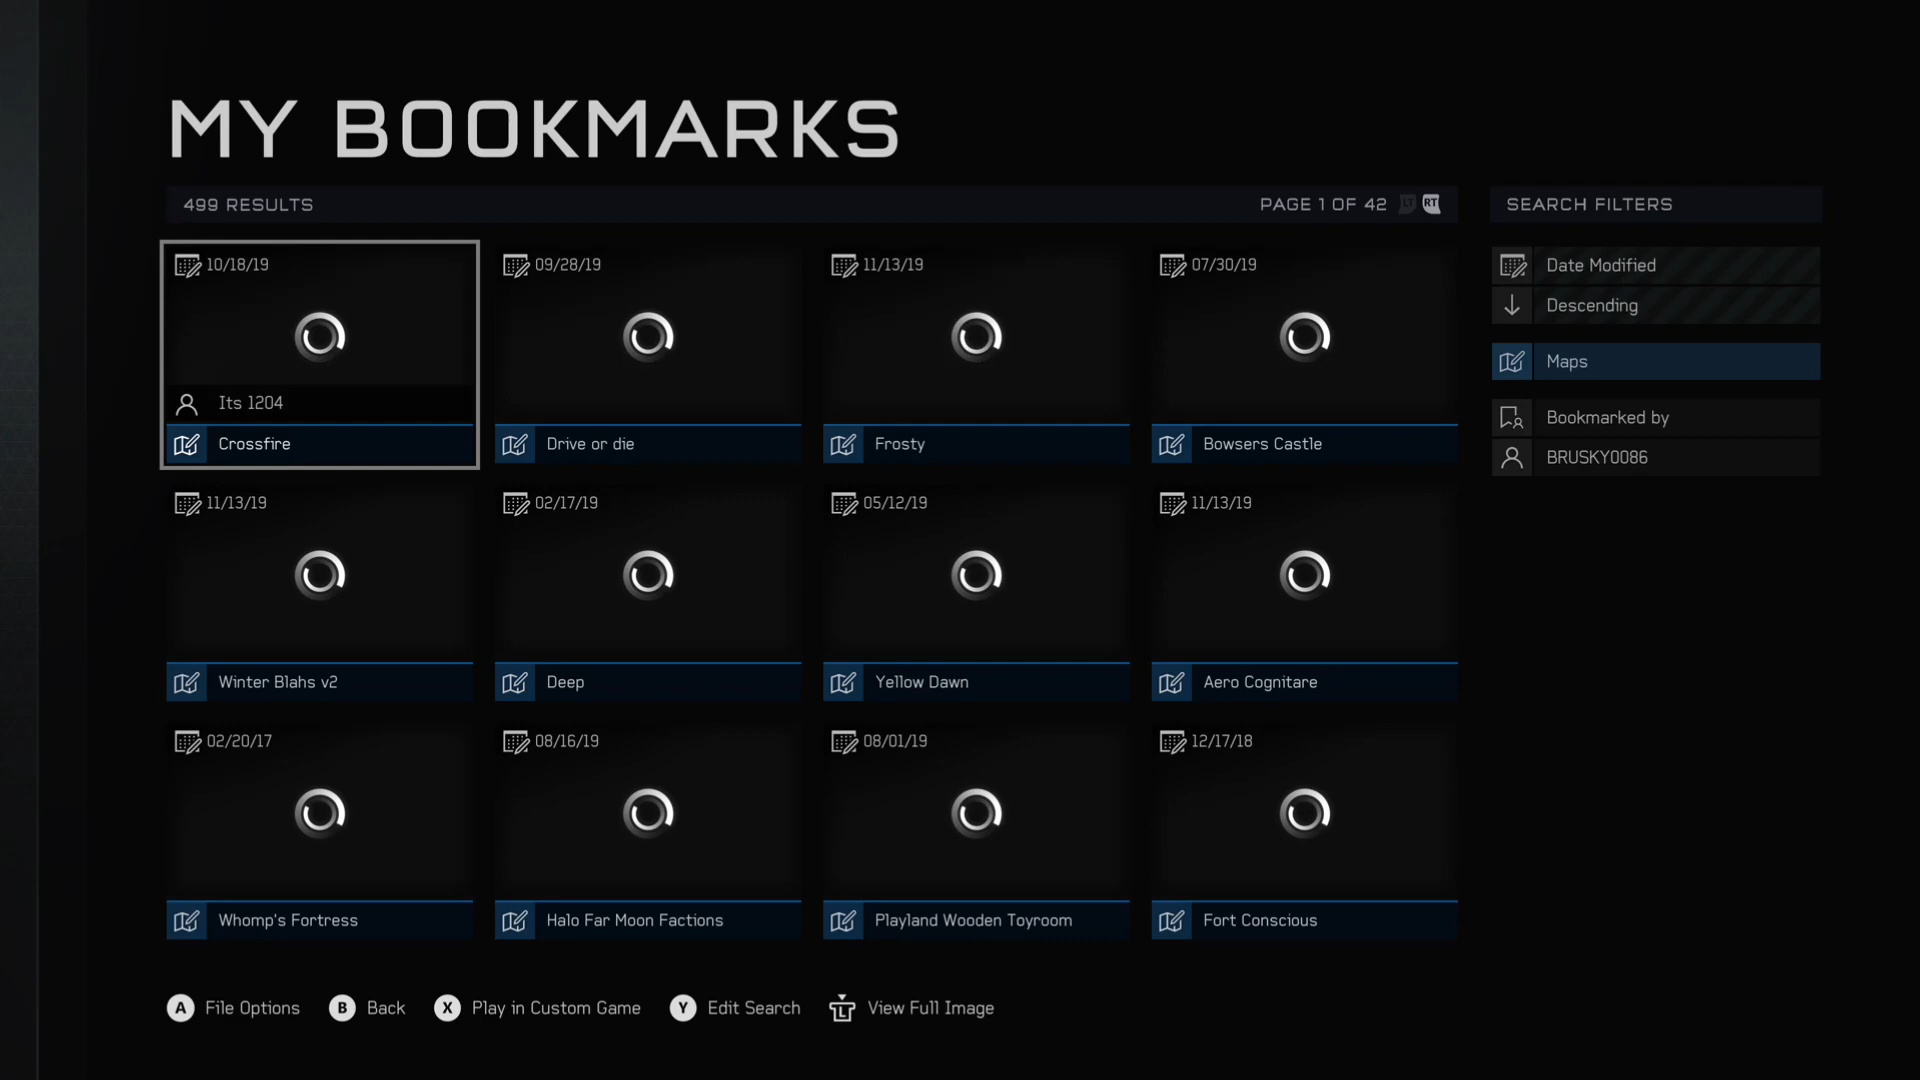 MY BOOKMARKS
499 RESULTS
PAGE 1 OF 42 LT RT
SEARCH FILTERS
10/18/19
09/28/19
11/13/19
07/30/19
Its 1204
Crossfire
Drive or die
Frosty
Bowsers Castle
11/13/19
02/17/19
05/12/19
11/13/19
Winter Blahs v2
Deep
Yellow Dawn
Aero Cognitare
02/20/17
08/16/19
08/01/19
12/17/18
Whomp's Fortress
Halo Far Moon Factions
Playland Wooden Toyroom
Fort Conscious
Date Modified
Descending
Maps
Bookmarked by
BRUSKY0086
A File Options B Back X Play in Custom Game Y Edit Search L View Full Image